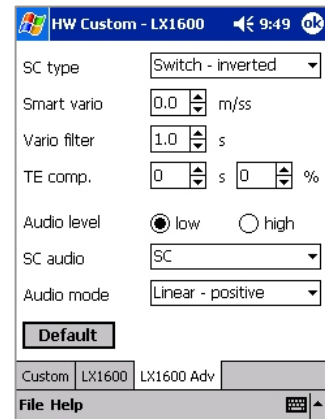 HW Custom - LX1600 9:49 ok
SC type Switch - inverted
Smart vario 0.0 m/ss
Vario filter 1.0 s
TE comp. 0 s 0 %
Audio level low high
SC audio SC
Audio mode Linear - positive
Default
Custom LX1600 LX1600 Adv
File Help